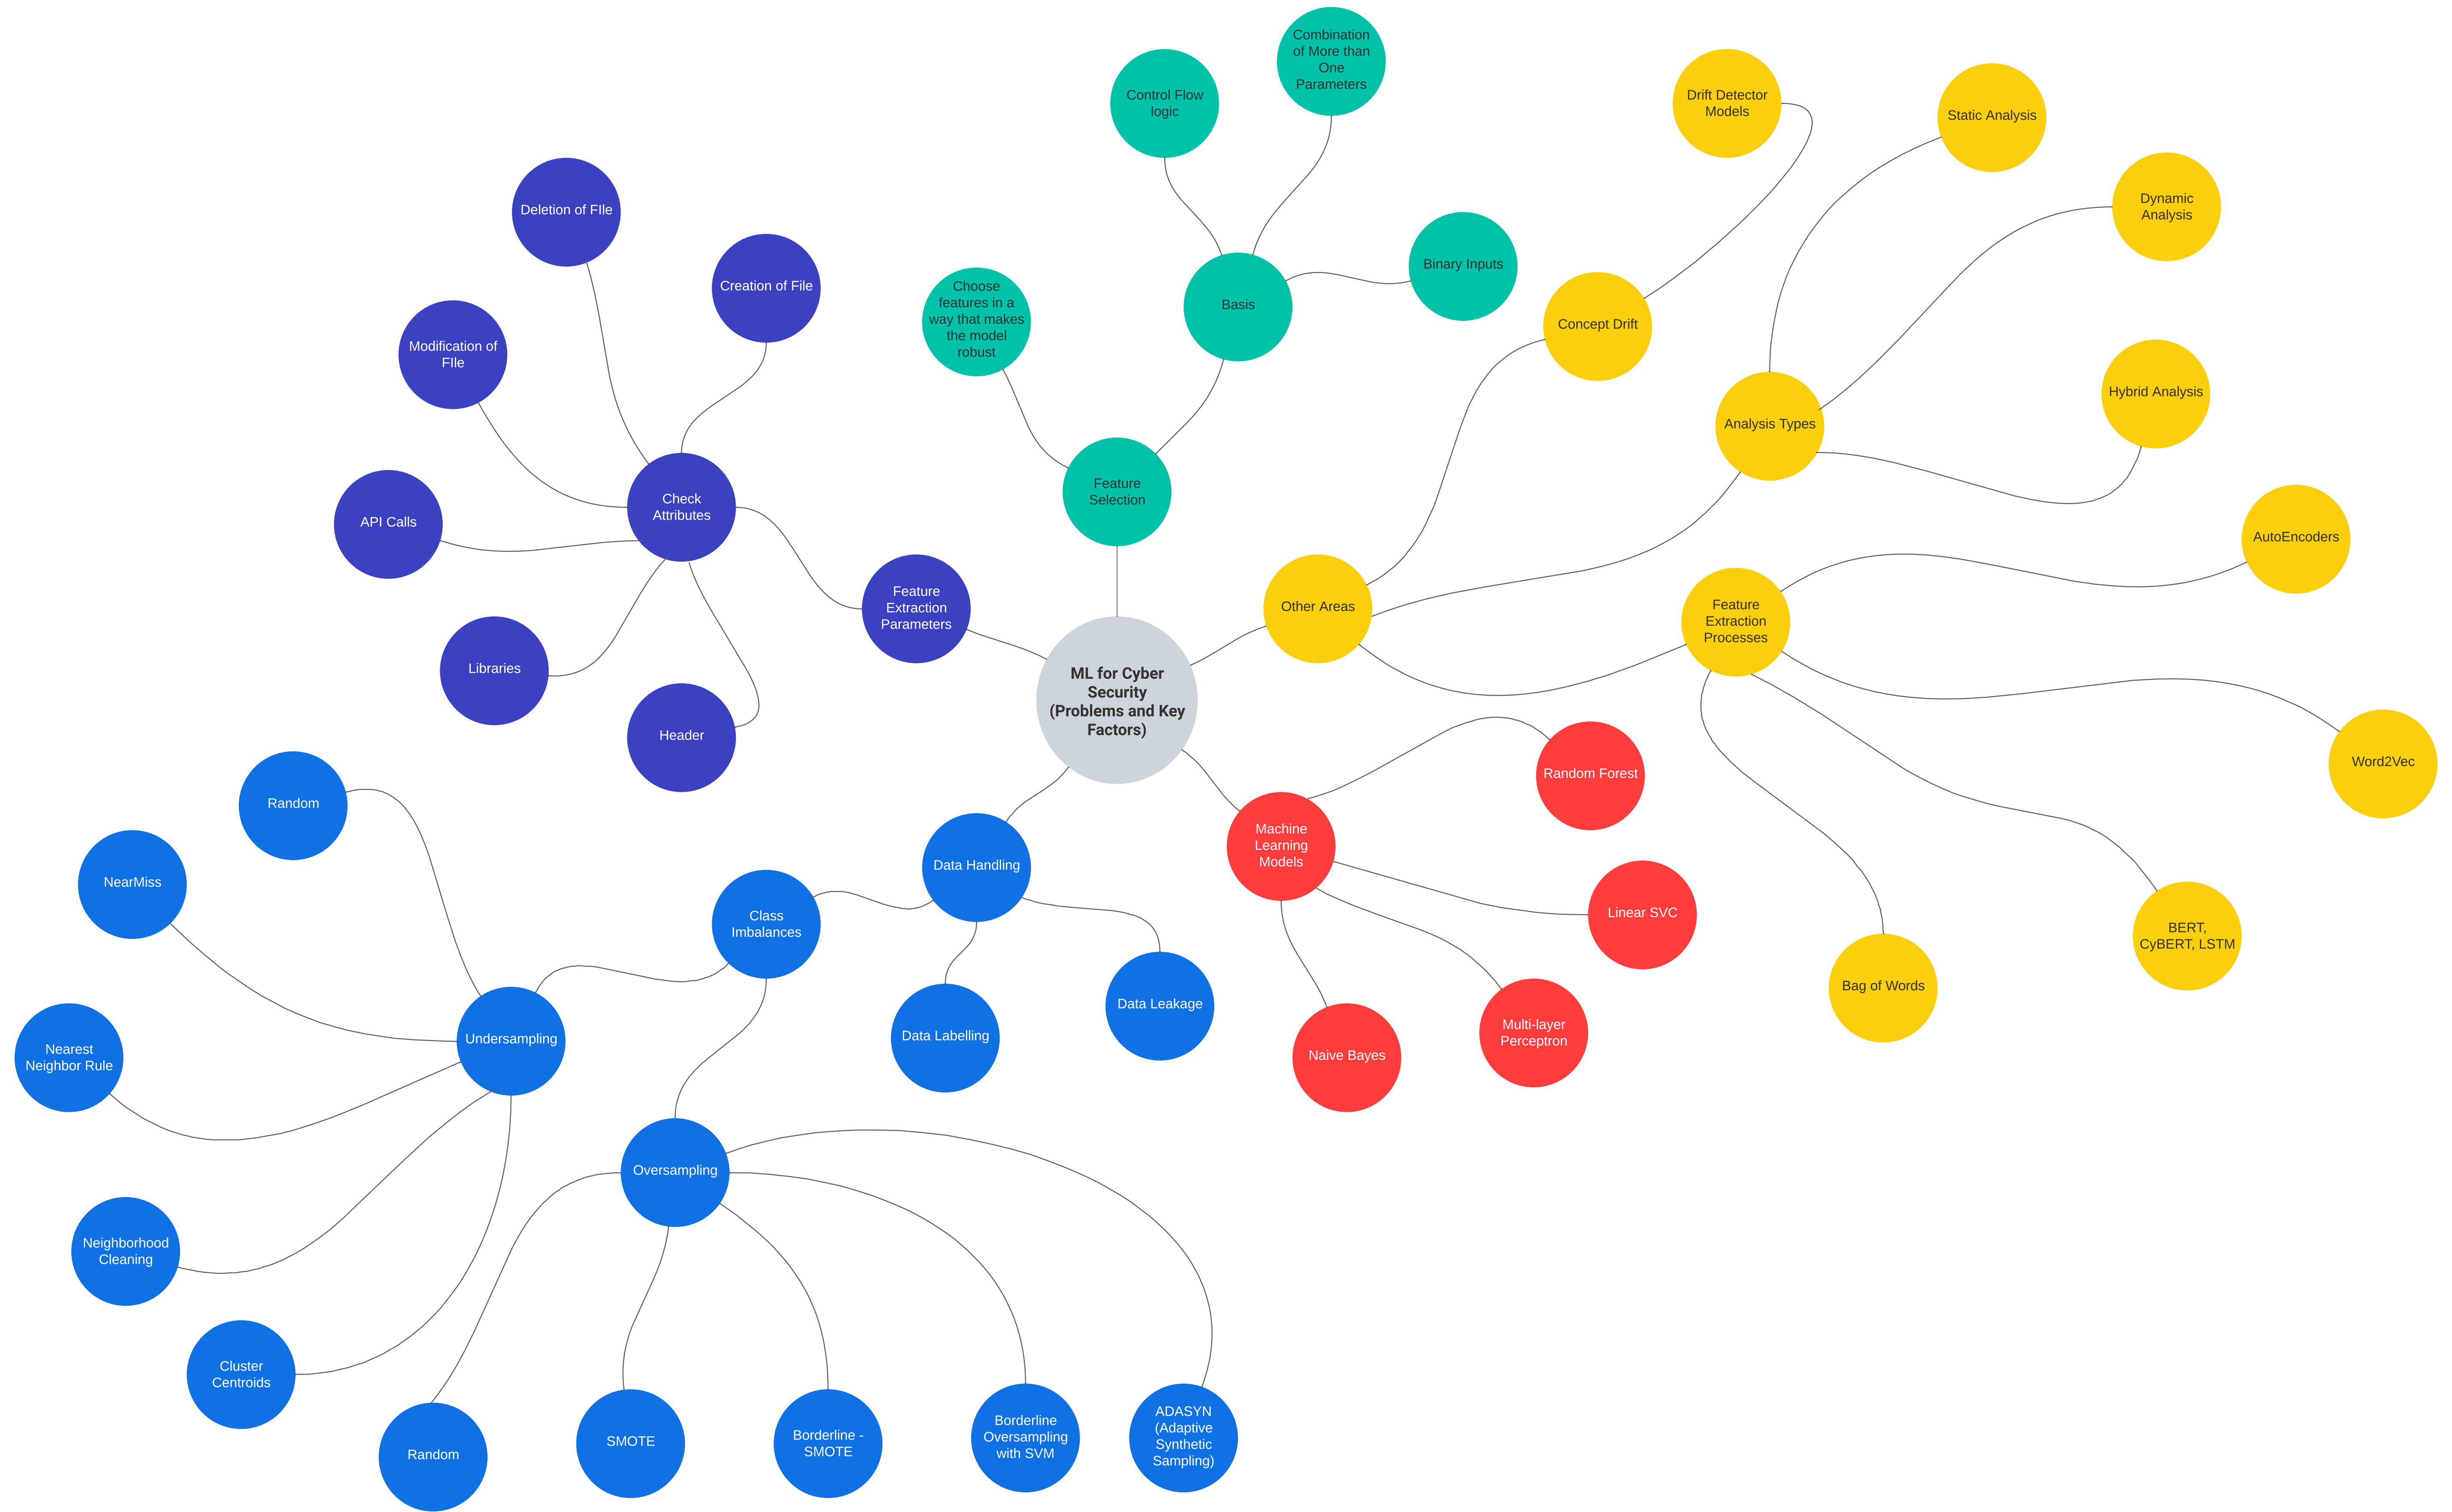 Combination
of More than
One
Parameters
Control Flow
logic
Drift Detector
Models
Static Analysis
Dynamic
Analysis
Deletion of FIle
Creation of File
Binary Inputs
Choose
features in a
way that makes
the model
robust
Basis
Concept Drift
Modification of
FIle
Hybrid Analysis
Analysis Types
Check
Attributes
Feature
Selection
API Calls
AutoEncoders
Feature
Extraction
Parameters
Other Areas
Feature
Extraction
Processes
Libraries
ML for Cyber
Security
(Problems and Key
Factors)
Header
Random Forest
Word2Vec
Random
Machine
Learning
Models
Data Handling
NearMiss
Class
Imbalances
Linear SVC
BERT,
CyBERT, LSTM
Bag of Words
Data Leakage
Data Labelling
Undersampling
Multi-layer
Perceptron
Naive Bayes
Nearest
Neighbor Rule
Oversampling
Neighborhood
Cleaning
Cluster
Centroids
Random
SMOTE
Borderline -
SMOTE
Borderline
Oversampling
with SVM
ADASYN
(Adaptive
Synthetic
Sampling)